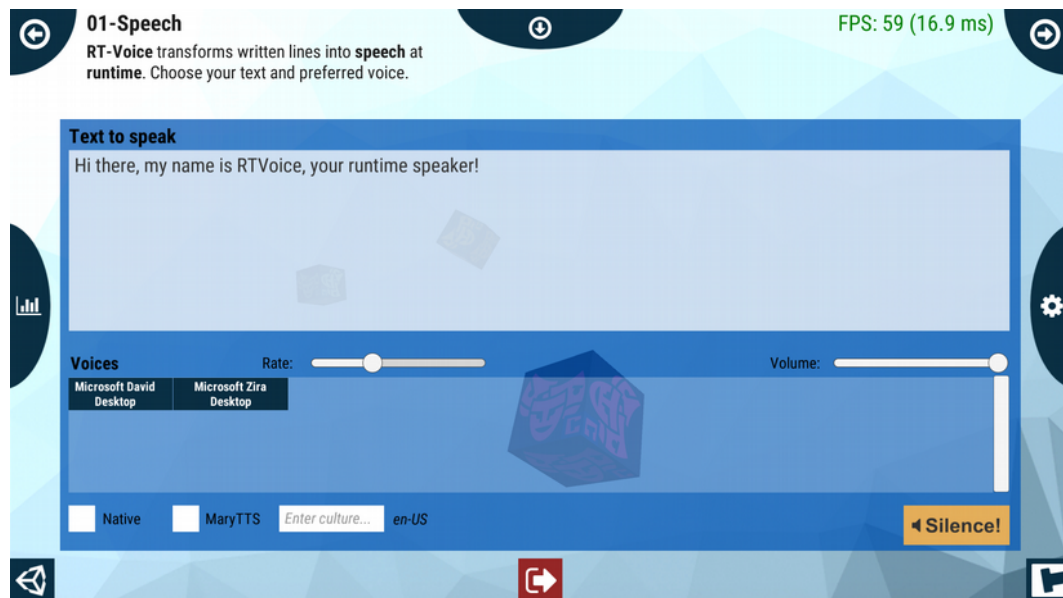 01-Speech
FPS: 59 (16.9 ms)
RT-Voice transforms written lines into speech at
runtime. Choose your text and preferred voice.
Text to speak
Hi there, my name is RTVoice, your runtime speaker!
Voices
Rate:
Volume:
Microsoft David
Desktop
Microsoft Zira
Desktop
Native
MaryTTS
Enter culture...
en-US
Silence!